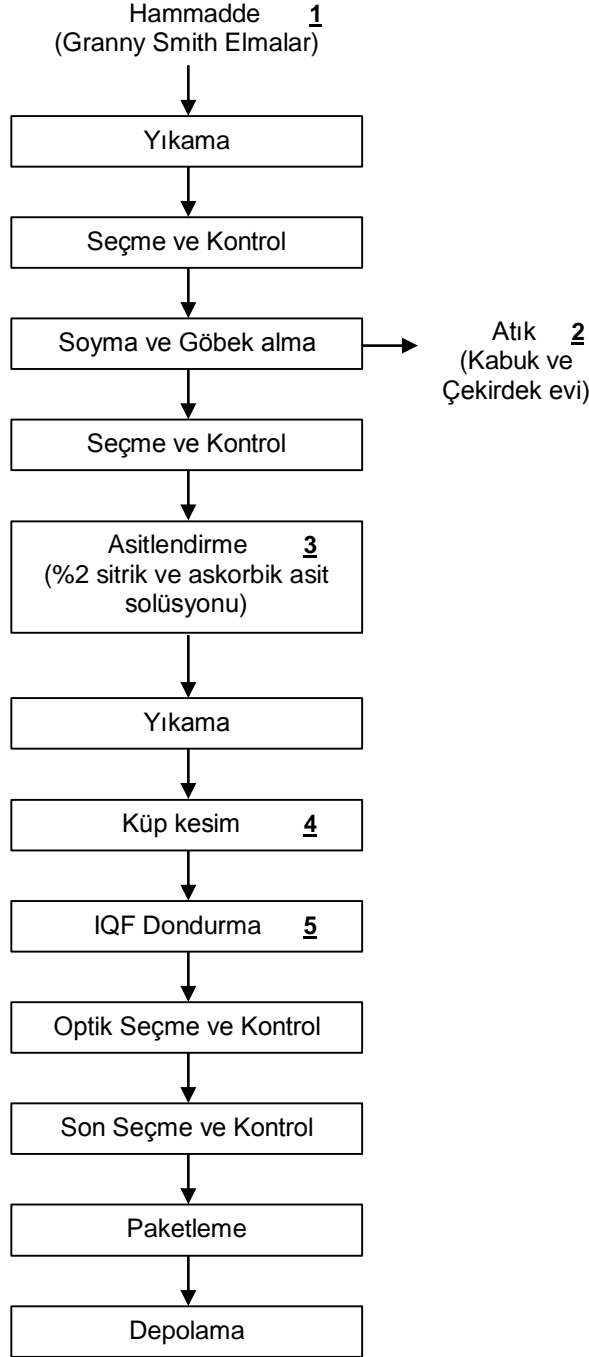 Hammadde 1
(Granny Smith Elmalar)
Yıkama
Seçme ve Kontrol
Soyma ve Göbek alma
Atık 2
(Kabuk ve
Çekirdek evi)
Seçme ve Kontrol
Asitlendirme 3
(%2 sitrik ve askorbik asit
solüsyonu)
Yıkama
Küp kesim 4
IQF Dondurma 5
Optik Seçme ve Kontrol
Son Seçme ve Kontrol
Paketleme
Depolama